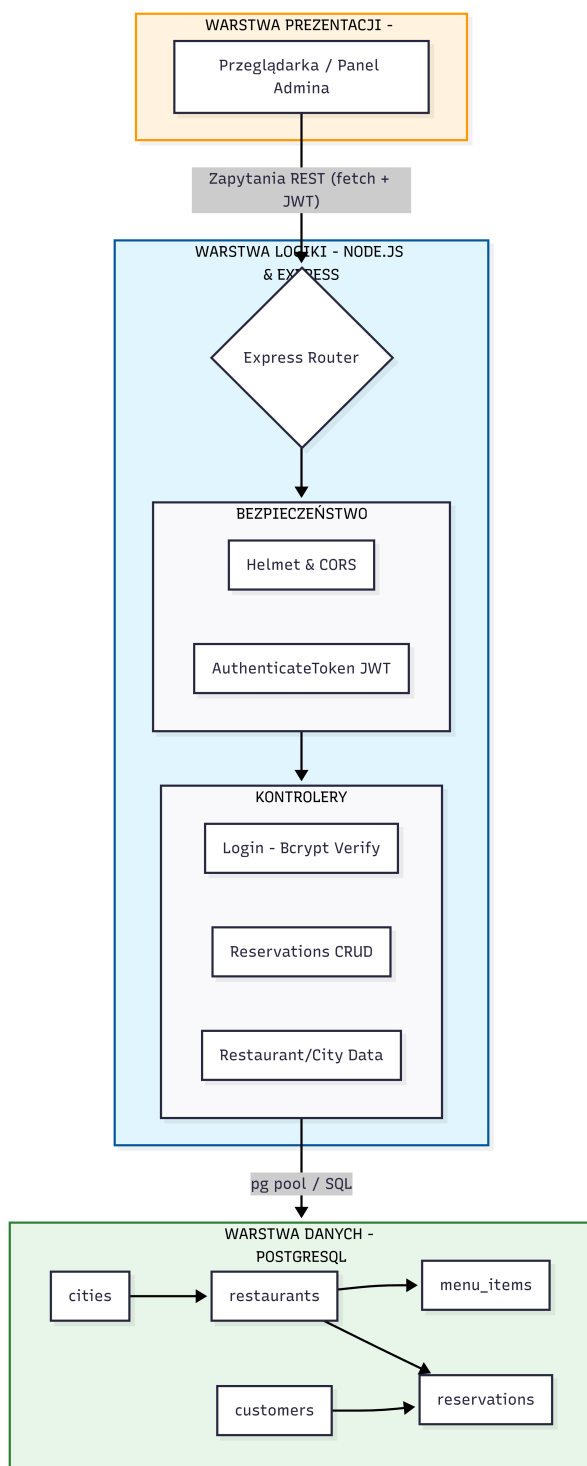 WARSTWA PREZENTACJI -
Przeglądarka / Panel
Admina
Zapytania REST (fetch +
JWT)
WARSTWA LOGIKI - NODE.JS
& EXPRESS
Express Router
BEZPIECZEŃSTWO
Helmet & CORS
AuthenticateToken JWT
KONTROLERY
Login - Bcrypt Verify
Reservations CRUD
Restaurant/City Data
pg pool / SQL
WARSTWA DANYCH -
POSTGRESQL
cities
restaurants
menu_items
customers
reservations